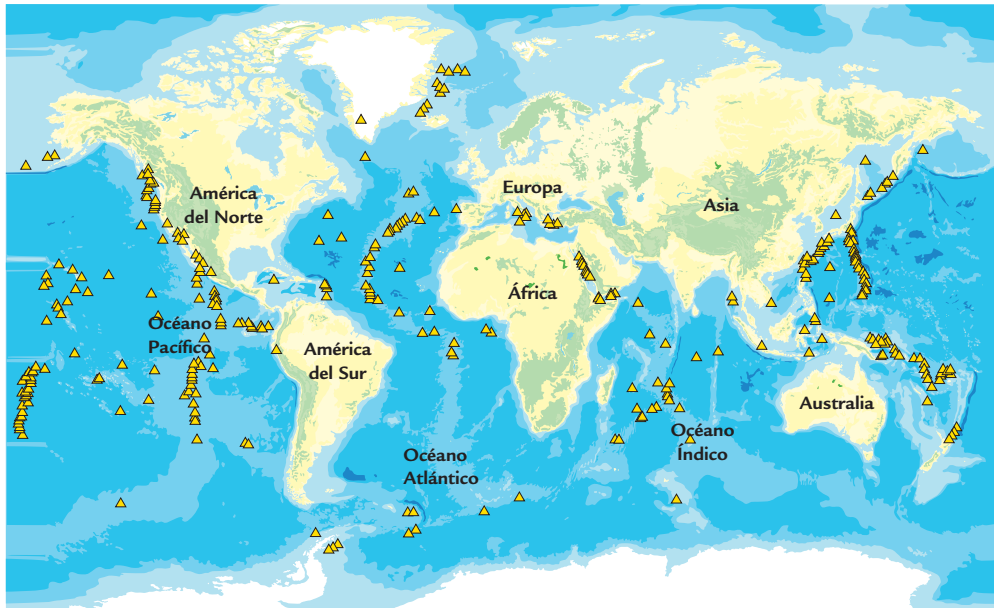 América
del Norte
Europa
Asia
África
Océano
Pacífico
América
del Sur
Australia
Océano
Índico
Océano
Atlántico